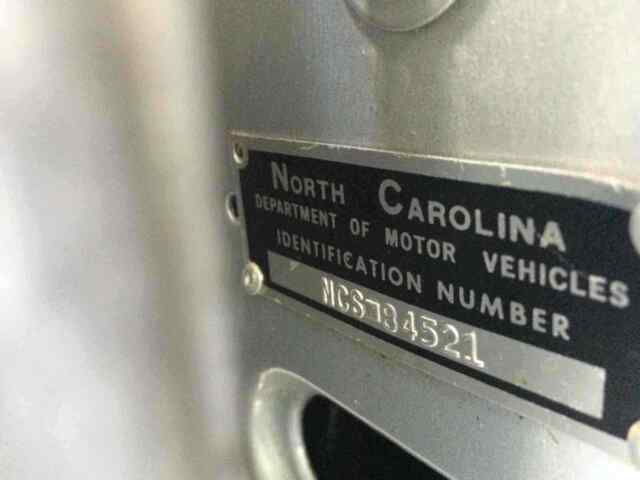 NORTH CAROLINA
DEPARTMENT OF MOTOR VEHICLES
IDENTIFICATION NUMBER
NCS784521